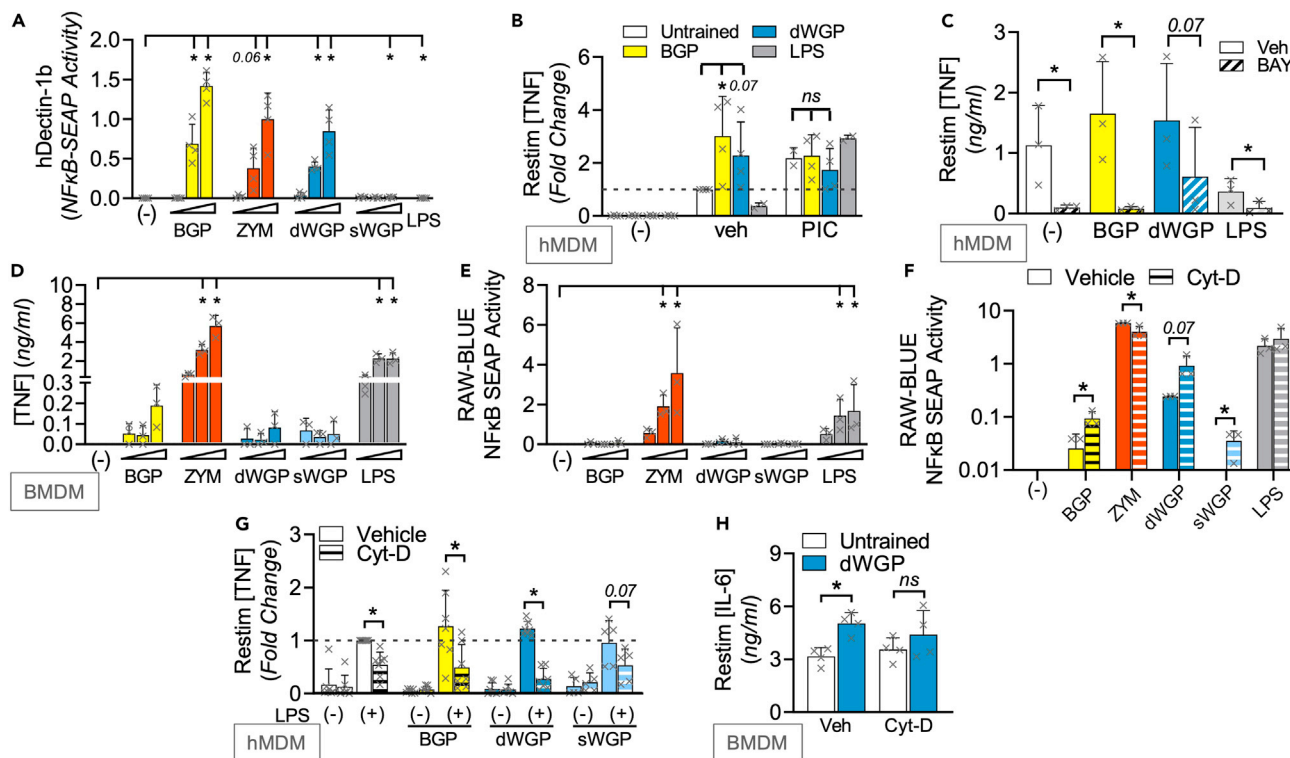 A
hDectin-1b
(NFκB-SEAP Activity)
2.0
1.5
1.0
0.5
0.0
* * 0.06 * * * * *
(-)
BGP ZYM dWGP sWGP LPS
B
Untrained dWGP
BGP LPS
Restim [TNF]
(Fold Change)
6
4
2
0
* 0.07
ns
(-) veh PIC
hMDM
C
Restim [TNF]
(ng/ml)
3
2
1
0
* * 0.07 *
Veh
BAY
(-) BGP dWGP LPS
hMDM
D
[TNF] (ng/ml)
10
8
6
4
2
0.3
0.2
0.1
0.0
* * * *
(-)
BGP ZYM dWGP sWGP LPS
BMDM
E
RAW-BLUE
NFκB SEAP Activity
8
6
4
2
0
* * * *
(-)
BGP ZYM dWGP sWGP LPS
F
Vehicle Cyt-D
RAW-BLUE
NFκB SEAP Activity
10
1
0.1
0.01
* * 0.07 *
(-) BGP ZYM dWGP sWGP LPS
G
Vehicle
Cyt-D
Restim [TNF]
(Fold Change)
3
2
1
0
* * * 0.07
LPS (-) (+) (-) (+) (-) (+) (-) (+)
BGP dWGP sWGP
hMDM
H
Untrained
dWGP
Restim [IL-6]
(ng/ml)
9
6
3
0
* ns
Veh Cyt-D
BMDM